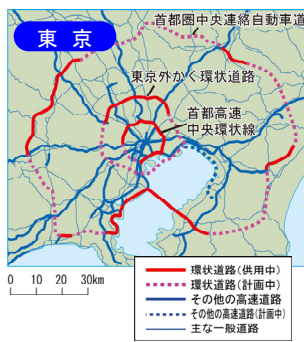 東京
首都圏中央連絡自動車道
東京外かく環状道路
首都高速
中央環状線
環状道路(供用中)
環状道路(計画中)
その他の高速道路
その他の高速道路(計画中)
主な一般道路
0 10 20 30km